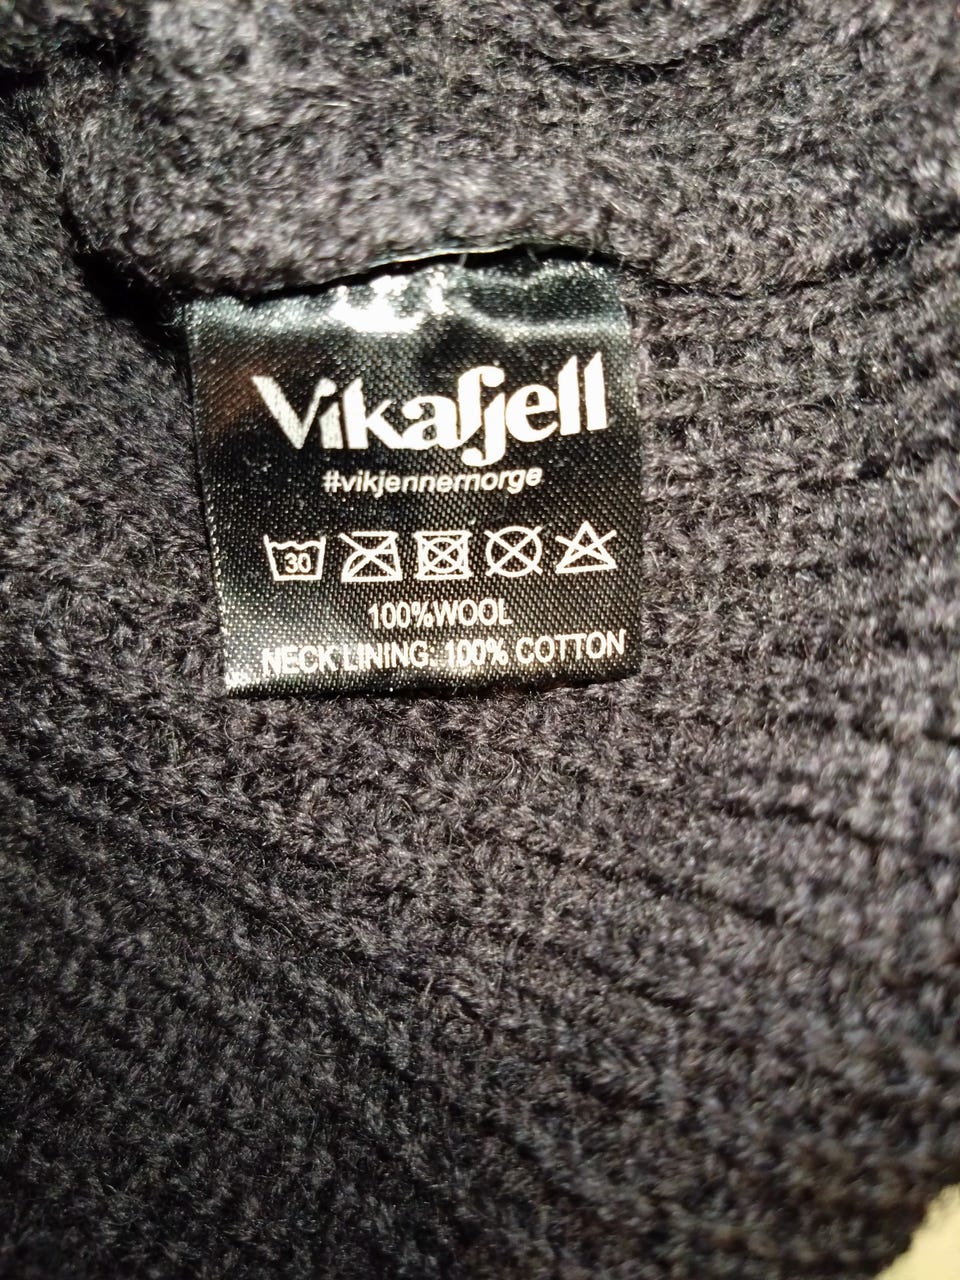 Vikafjell
#vikjennernorge
30
100%WOOL
NECK LINING: 100% COTTON